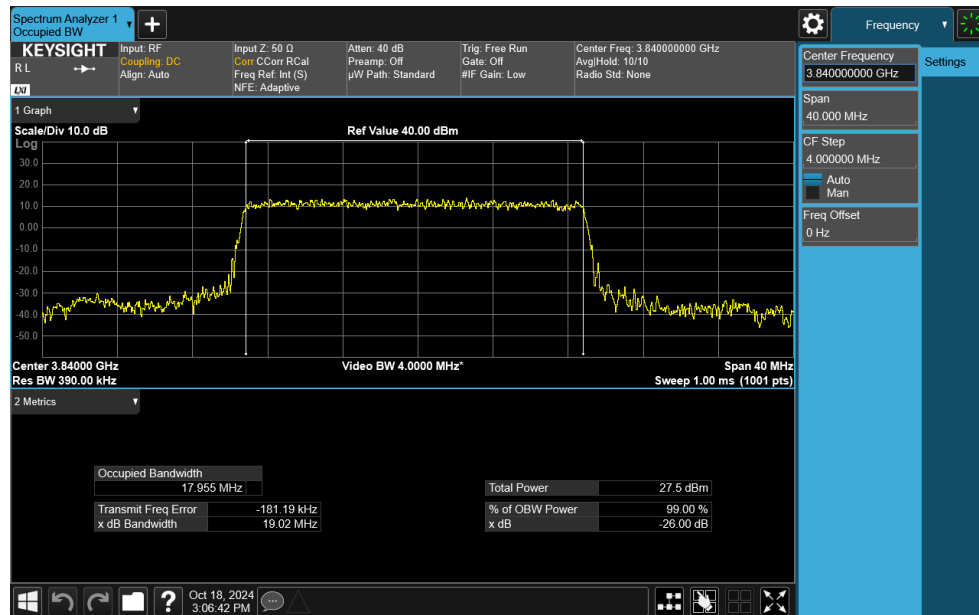 Spectrum Analyzer 1
Occupied BW
+
Frequency
KEYSIGHT
R L
LXI
Input: RF
Coupling: DC
Align: Auto
Input Z: 50 Ω
Corr CCorr RCal
Freq Ref: Int (S)
NFE: Adaptive
Atten: 40 dB
Preamp: Off
µW Path: Standard
Trig: Free Run
Gate: Off
#IF Gain: Low
Center Freq: 3.840000000 GHz
Avg|Hold: 10/10
Radio Std: None
Center Frequency
3.840000000 GHz
Settings
Span
40.000 MHz
CF Step
4.000000 MHz
Auto
Man
Freq Offset
0 Hz
1 Graph
Scale/Div 10.0 dB
Ref Value 40.00 dBm
Log
30.0
20.0
10.0
0.00
-10.0
-20.0
-30.0
-40.0
-50.0
Center 3.84000 GHz
Video BW 4.0000 MHz*
Span 40 MHz
Res BW 390.00 kHz
Sweep 1.00 ms (1001 pts)
2 Metrics
Occupied Bandwidth
17.955 MHz
Total Power 27.5 dBm
Transmit Freq Error -181.19 kHz
% of OBW Power 99.00 %
x dB Bandwidth 19.02 MHz
x dB -26.00 dB
?
Oct 18, 2024
3:06:42 PM